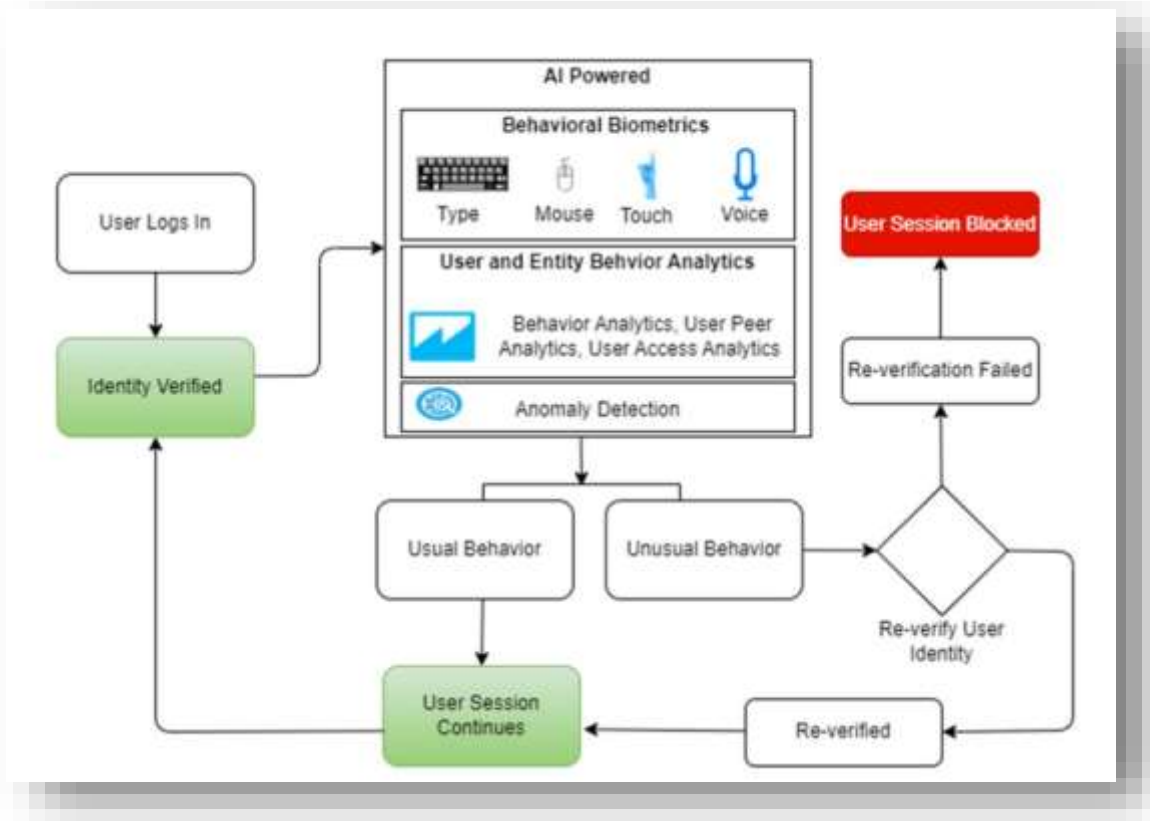 AI Powered
Behavioral Biometrics
Type
Mouse
Touch
Voice
User Logs In
User Session Blocked
User and Entity Behvior Analytics
Behavior Analytics, User Peer
Analytics, User Access Analytics
Identity Verified
Re-verification Failed
Anomaly Detection
Usual Behavior
Unusual Behavior
Re-verify User
Identity
User Session
Continues
Re-verified